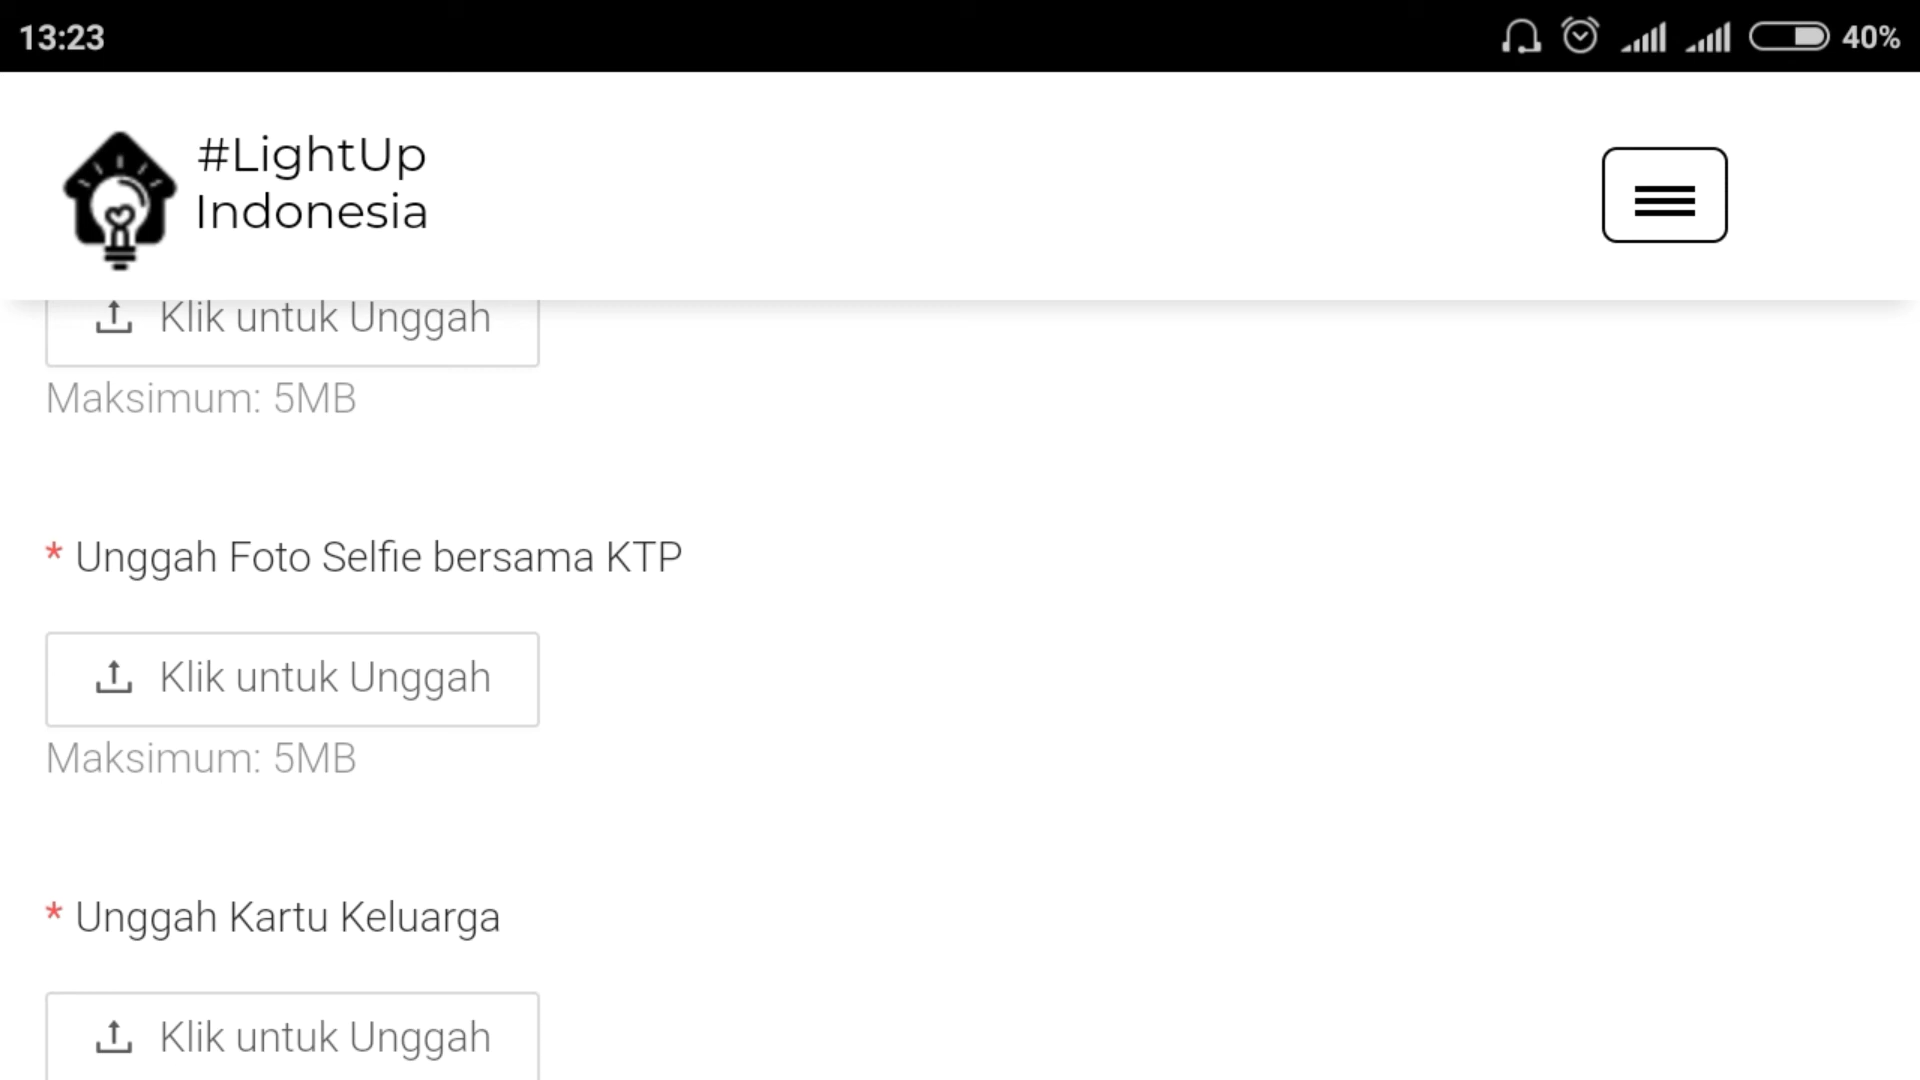 13:23
40%
#LightUp
Indonesia
Klik untuk Unggah
Maksimum: 5MB
* Unggah Foto Selfie bersama KTP
Klik untuk Unggah
Maksimum: 5MB
* Unggah Kartu Keluarga
Klik untuk Unggah